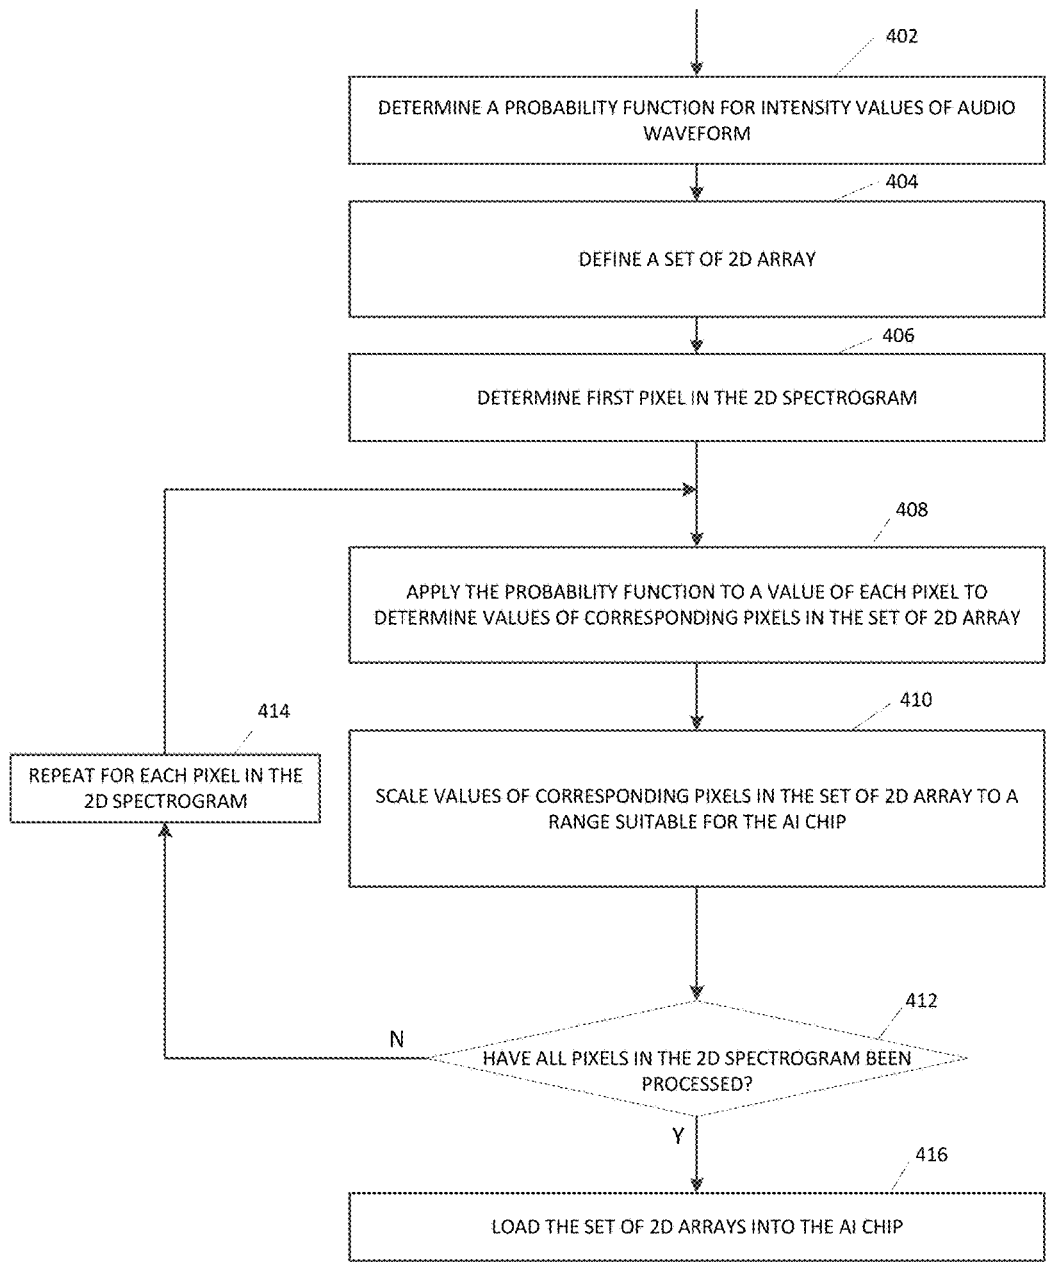 402
DETERMINE A PROBABILITY FUNCTION FOR INTENSITY VALUES OF AUDIO
WAVEFORM
404
DEFINE A SET OF 2D ARRAY
406
DETERMINE FIRST PIXEL IN THE 2D SPECTROGRAM
408
APPLY THE PROBABILITY FUNCTION TO A VALUE OF EACH PIXEL TO
DETERMINE VALUES OF CORRESPONDING PIXELS IN THE SET OF 2D ARRAY
410
414
REPEAT FOR EACH PIXEL IN THE
2D SPECTROGRAM
SCALE VALUES OF CORRESPONDING PIXELS IN THE SET OF 2D ARRAY TO A
RANGE SUITABLE FOR THE AI CHIP
412
N
HAVE ALL PIXELS IN THE 2D SPECTROGRAM BEEN
PROCESSED?
Y
416
LOAD THE SET OF 2D ARRAYS INTO THE AI CHIP